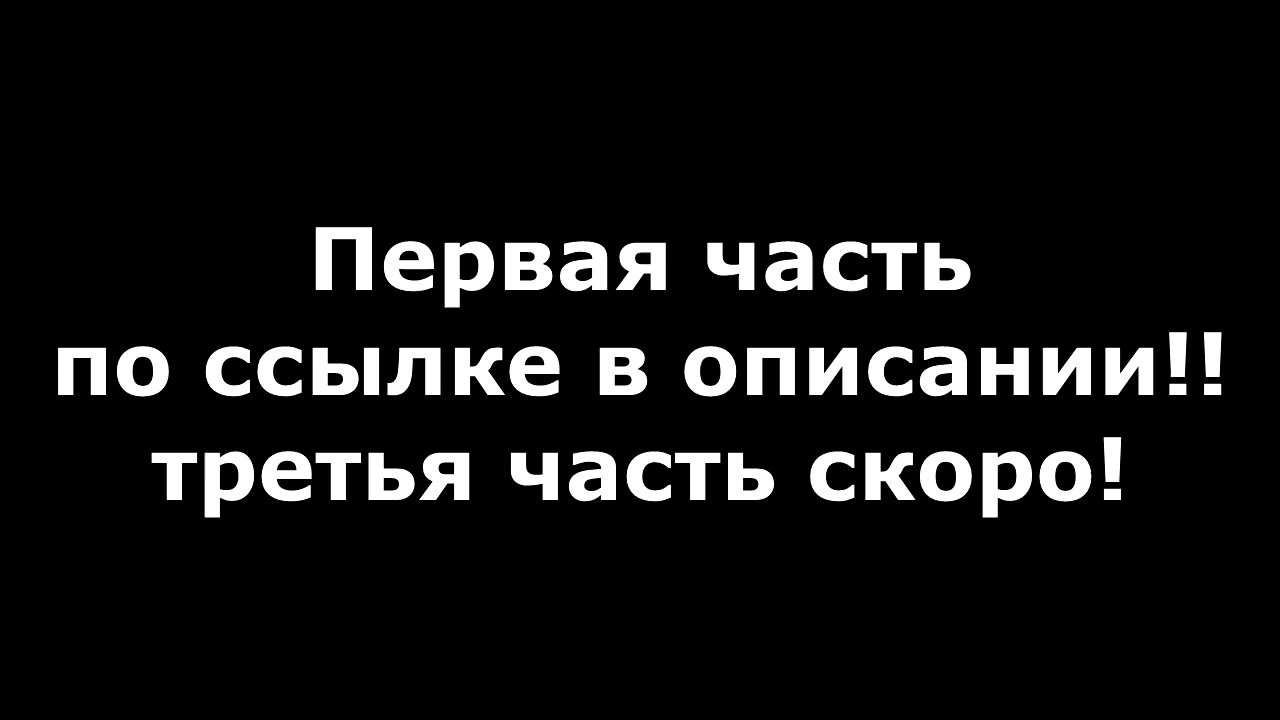 Первая часть
по ссылке в описании!!
третья часть скоро!